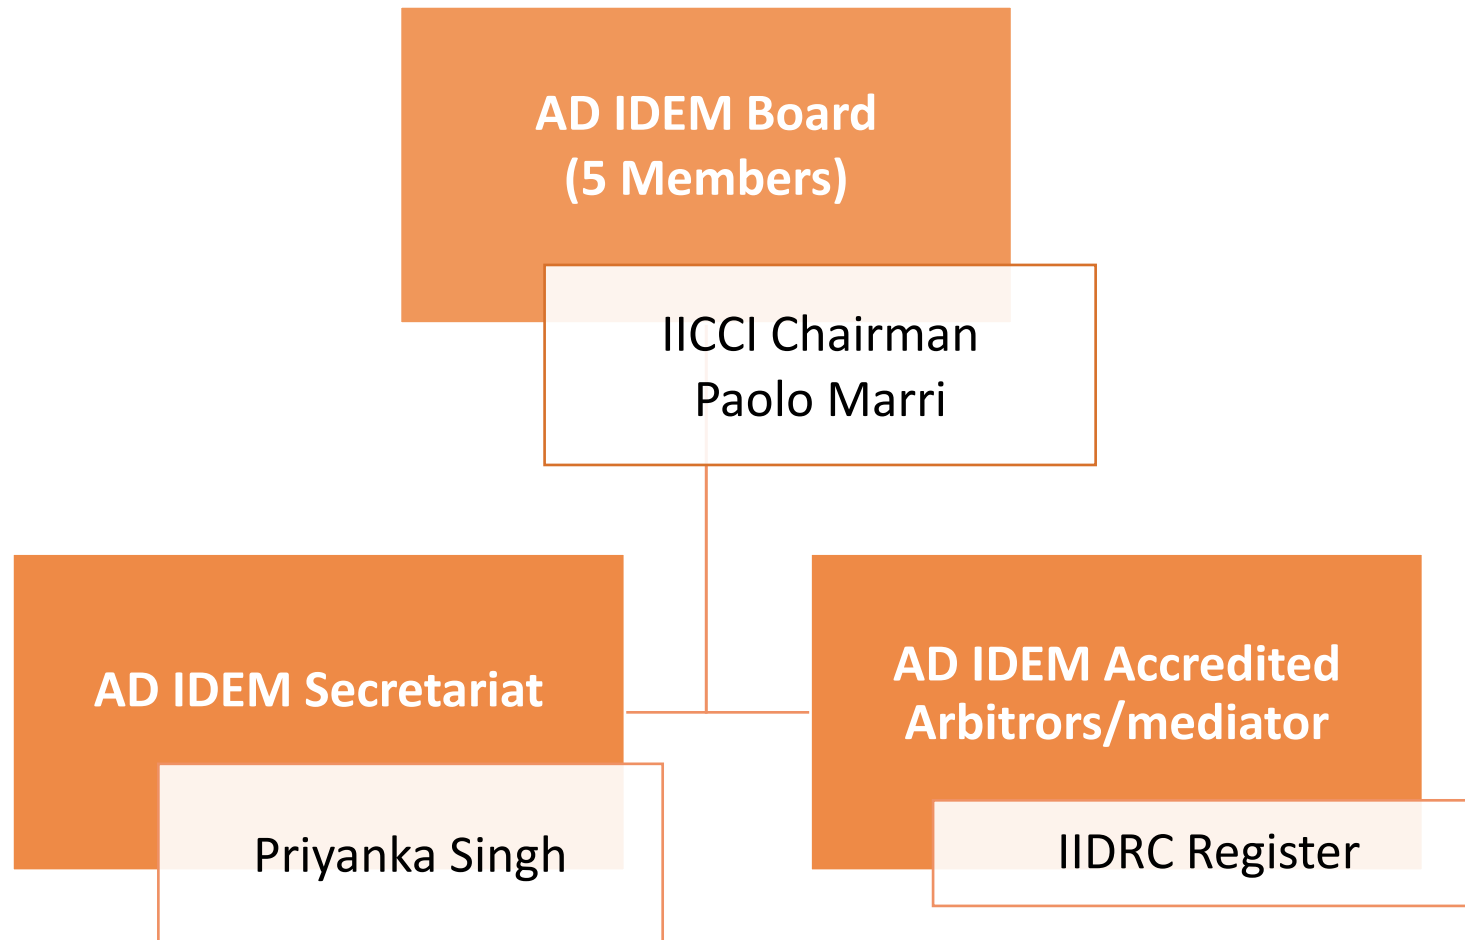 AD IDEM Board
(5 Members)
IICCI Chairman
Paolo Marri
AD IDEM Secretariat
Priyanka Singh
AD IDEM Accredited
Arbitrors/mediator
IIDRC Register